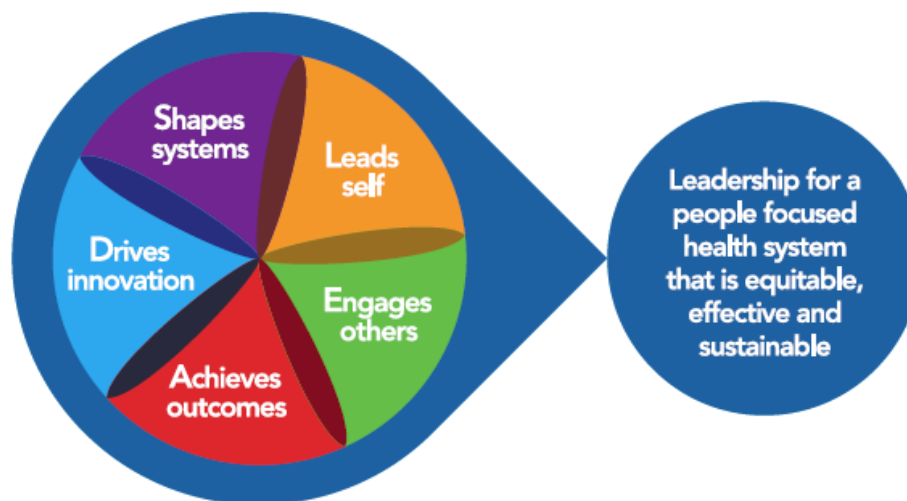 Shapes
systems
Leads
self
Engages
others
Achieves
outcomes
Drives
innovation
Leadership for a
people focused
health system
that is equitable,
effective and
sustainable